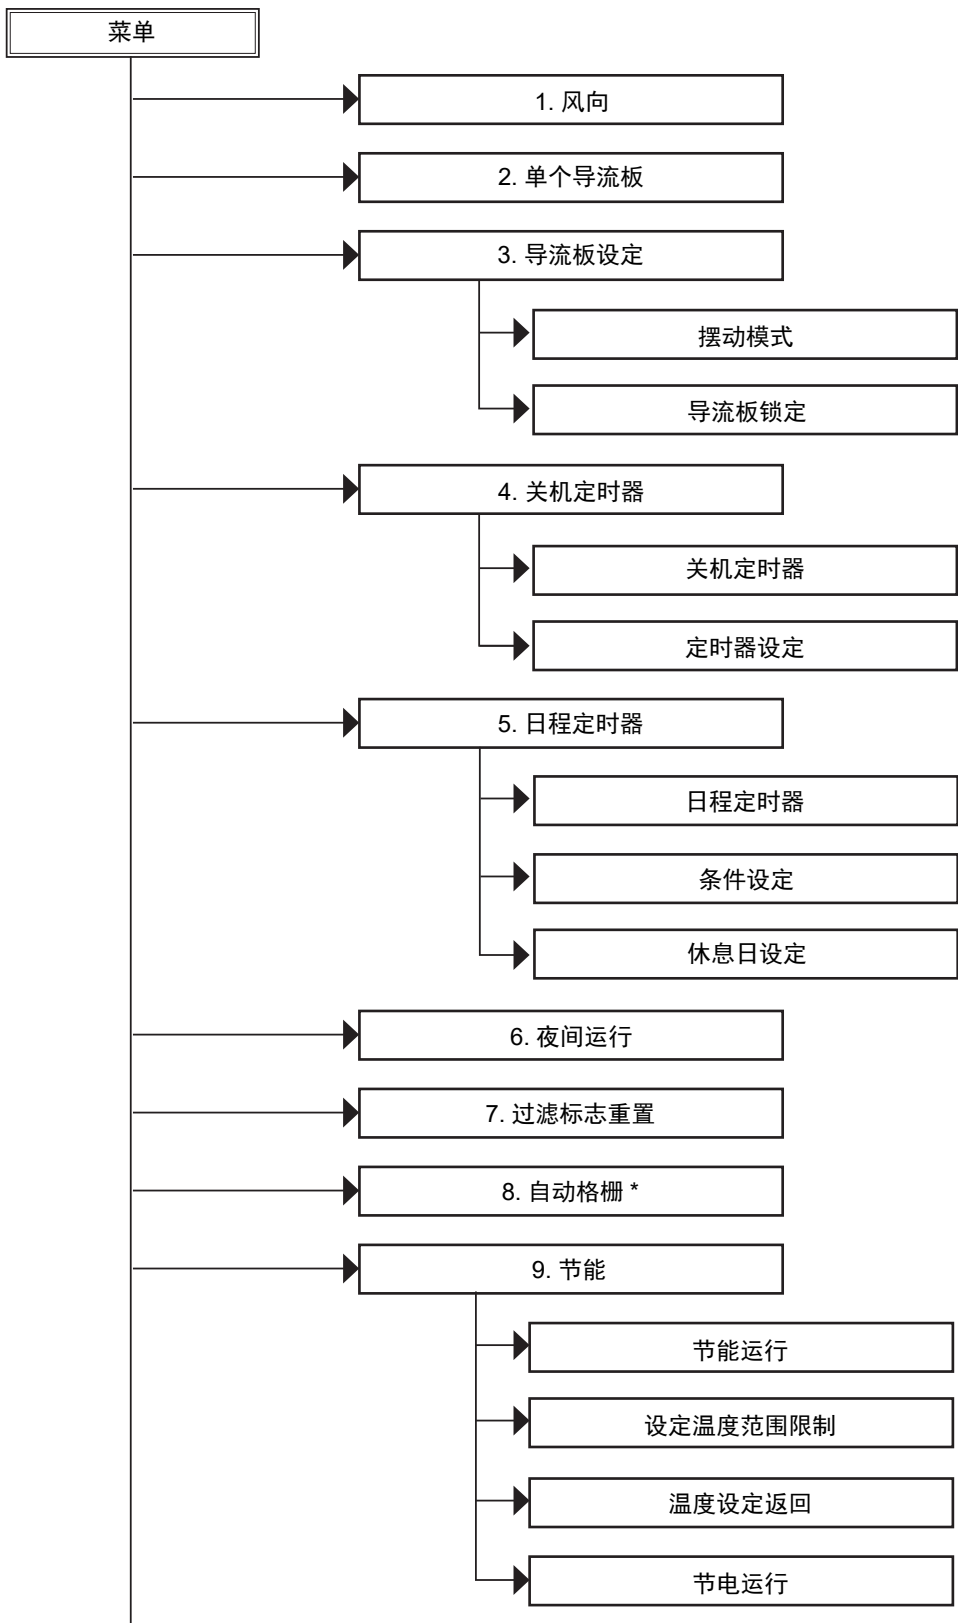 菜单
1. 风向
2. 单个导流板
3. 导流板设定
摆动模式
导流板锁定
4. 关机定时器
关机定时器
定时器设定
5. 日程定时器
日程定时器
条件设定
休息日设定
6. 夜间运行
7. 过滤标志重置
8. 自动格栅 *
9. 节能
节能运行
设定温度范围限制
温度设定返回
节电运行